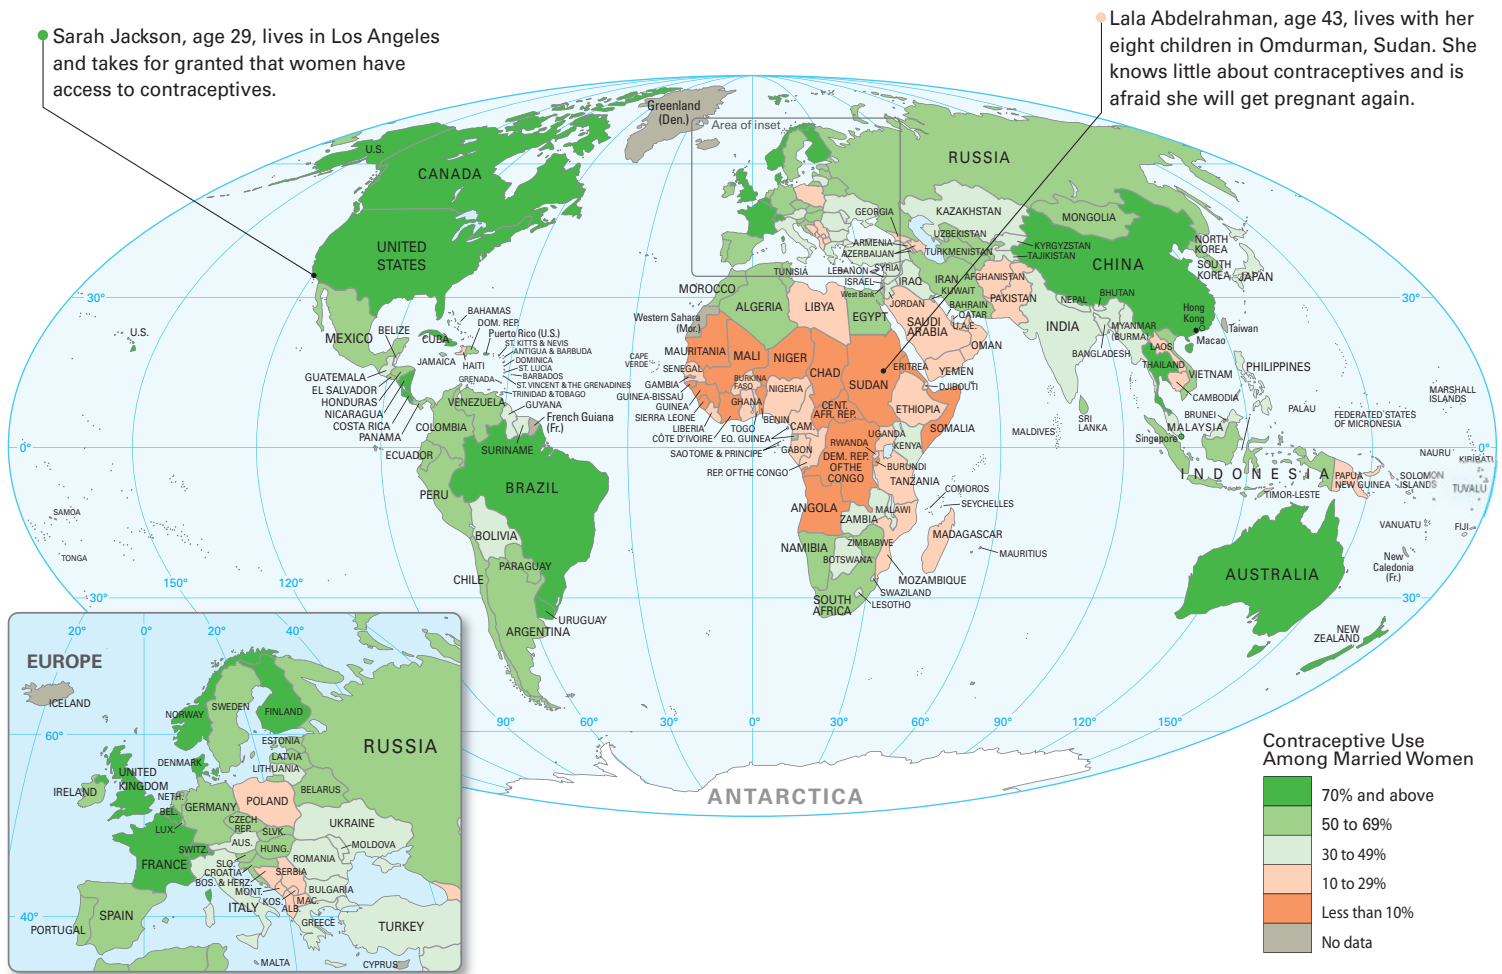 Sarah Jackson, age 29, lives in Los Angeles
and takes for granted that women have
access to contraceptives.
Lala Abdelrahman, age 43, lives with her
eight children in Omdurman, Sudan. She
knows little about contraceptives and is
afraid she will get pregnant again.
Greenland
(Den.)
Area of inset
U.S.
CANADA
RUSSIA
UNITED
STATES
GEORGIA
KAZAKHSTAN
MONGOLIA
UZBEKISTAN
ARMENIA
AZERBAIJAN
TURKMENISTAN
KYRGYZSTAN
TAJIKISTAN
NORTH
KOREA
SOUTH
KOREA
JAPAN
CHINA
TUNISIA
LEBANON
SYRIA
ISRAEL
West Bank
IRAQ
IRAN
AFGHANISTAN
KUWAIT
PAKISTAN
NEPAL
BHUTAN
MOROCCO
ALGERIA
LIBYA
EGYPT
JORDAN
BAHRAIN
QATAR
U.A.E.
SAUDI
ARABIA
OMAN
INDIA
MYANMAR
(BURMA)
BANGLADESH
LAOS
Hong
Kong
Taiwan
Macao
30°
30°
U.S.
MEXICO
BELIZE
CUBA
BAHAMAS
DOM. REP.
Puerto Rico (U.S.)
ST. KITTS & NEVIS
ANTIGUA & BARBUDA
DOMINICA
ST. LUCIA
BARBADOS
ST. VINCENT & THE GRENADINES
TRINIDAD & TOBAGO
JAMAICA
HAITI
GRENADA
GUATEMALA
EL SALVADOR
HONDURAS
NICARAGUA
COSTA RICA
PANAMA
VENEZUELA
GUYANA
French Guiana
(Fr.)
COLOMBIA
SURINAME
ECUADOR
Western Sahara
(Mor.)
CAPE
VERDE
MAURITANIA
MALI
NIGER
CHAD
SUDAN
ERITREA
YEMEN
DJIBOUTI
SENEGAL
GAMBIA
GUINEA-BISSAU
GUINEA
SIERRA LEONE
LIBERIA
CÔTE D'IVOIRE
BURKINA
FASO
GHANA
TOGO
BENIN
NIGERIA
CAM.
EQ. GUINEA
SAO TOME & PRINCIPE
GABON
REP. OF THE CONGO
CENT.
AFR. REP.
ETHIOPIA
SOMALIA
UGANDA
KENYA
RWANDA
DEM. REP.
OF THE
CONGO
BURUNDI
TANZANIA
THAILAND
VIETNAM
CAMBODIA
PHILIPPINES
SRI
LANKA
MALDIVES
BRUNEI
MALAYSIA
Singapore
PALAU
MARSHALL
ISLANDS
FEDERATED STATES
OF MICRONESIA
NAURU
KIRIBATI
0°
0°
INDONESIA
PAPUA
NEW GUINEA
SOLOMON
ISLANDS
TUVALU
TIMOR-LESTE
PERU
BRAZIL
BOLIVIA
PARAGUAY
CHILE
URUGUAY
ARGENTINA
ANGOLA
ZAMBIA
MALAWI
COMOROS
SEYCHELLES
NAMIBIA
ZIMBABWE
BOTSWANA
MADAGASCAR
MAURITIUS
MOZAMBIQUE
SWAZILAND
LESOTHO
SOUTH
AFRICA
SAMOA
TONGA
VANUATU
FIJI
New
Caledonia
(Fr.)
AUSTRALIA
NEW
ZEALAND
150°
120°
30°
30°
90°
60°
30°
0°
30°
60°
90°
120°
150°
ANTARCTICA
20°
0°
20°
40°
EUROPE
ICELAND
60°
NORWAY
SWEDEN
FINLAND
RUSSIA
ESTONIA
LATVIA
LITHUANIA
DENMARK
UNITED
KINGDOM
IRELAND
NETH.
BEL.
LUX.
GERMANY
POLAND
BELARUS
CZECH
REP.
SLVK.
UKRAINE
MOLDOVA
AUS.
HUNG.
ROMANIA
SWITZ.
FRANCE
SLO.
CROATIA
BOS. & HERZ.
SERBIA
MONT.
KOS.
MAC.
ALB.
BULGARIA
ITALY
GREECE
TURKEY
SPAIN
PORTUGAL
40°
MALTA
CYPRUS
Contraceptive Use
Among Married Women
70% and above
50 to 69%
30 to 49%
10 to 29%
Less than 10%
No data